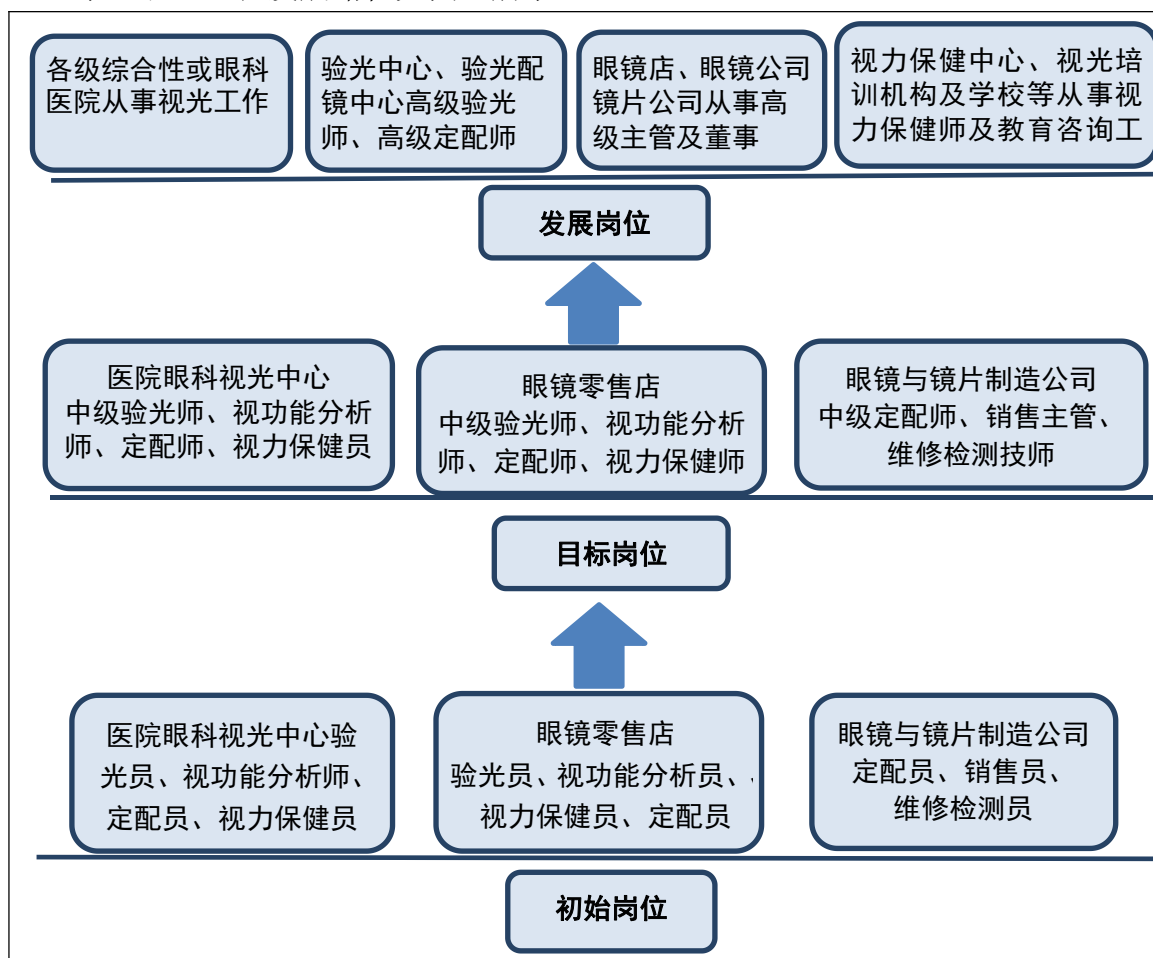 各级综合性或眼科
医院从事视光工作
验光中心、验光配
镜中心高级验光
师、高级定配师
眼镜店、眼镜公司
镜片公司从事高
级主管及董事
视力保健中心、视光培
训机构及学校等从事视
力保健师及教育咨询工
发展岗位
医院眼科视光中心
中级验光师、视功能分析
师、定配师、视力保健员
眼镜零售店
中级验光师、视功能分析
师、定配师、视力保健师
眼镜与镜片制造公司
中级定配师、销售主管、
维修检测技师
目标岗位
医院眼科视光中心验
光员、视功能分析师、
定配员、视力保健员
眼镜零售店
验光员、视功能分析员、
视力保健员、定配员
眼镜与镜片制造公司
定配员、销售员、
维修检测员
初始岗位